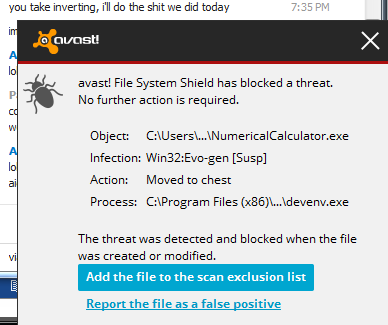 you take inverting, i'll do the shit we did today
7:35 PM
avast!
avast! File System Shield has blocked a threat.
No further action is required.
Object: C:\Users\...\NumericalCalculator.exe
Infection: Win32:Evo-gen [Susp]
Action: Moved to chest
Process: C:\Program Files (x86)\...\devenv.exe
The threat was detected and blocked when the file
was created or modified.
Add the file to the scan exclusion list
Report the file as a false positive